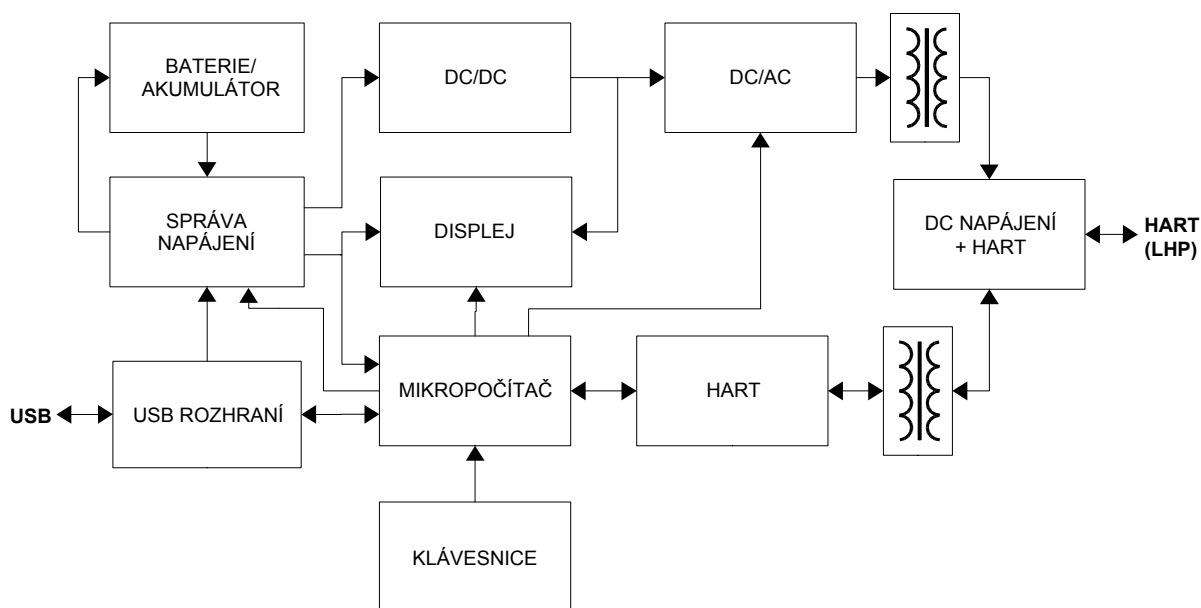 BATERIE/
AKUMULÁTOR
DC/DC
DC/AC
SPRÁVA
NAPÁJENÍ
DISPLEJ
DC NAPÁJENÍ
+ HART
HART
(LHP)
USB
USB ROZHRANÍ
MIKROPOČÍTAČ
HART
KLÁVESNICE